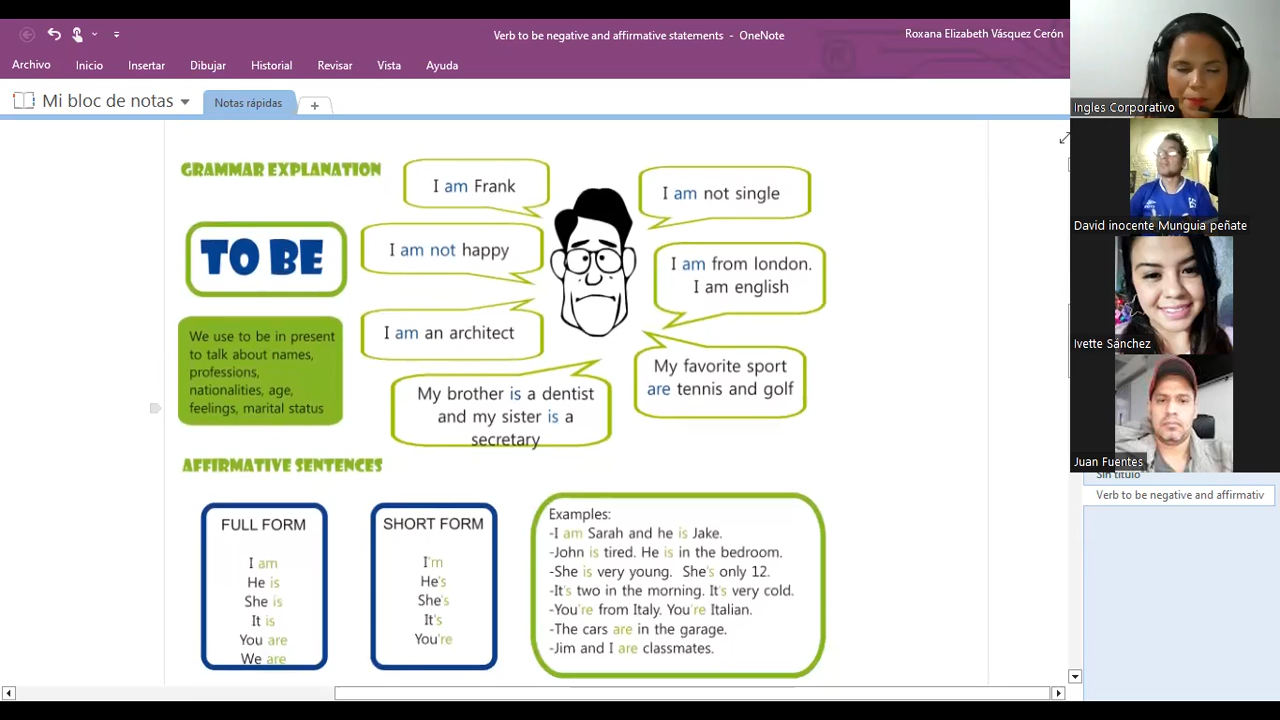 Verb to be negative and affirmative statements - OneNote
Roxana Elizabeth Vásquez Cerón
Archivo
Inicio
Insertar
Dibujar
Historial
Revisar
Vista
Ayuda
Mi bloc de notas
Notas rápidas
GRAMMAR EXPLANATION
I am Frank
I am not single
TO BE
I am not happy
I am from london.
I am english
We use to be in present
to talk about names,
professions,
nationalities, age,
feelings, marital status
I am an architect
My favorite sport
are tennis and golf
My brother is a dentist
and my sister is a
secretary
AFFIRMATIVE SENTENCES
FULL FORM
I am
He is
She is
It is
You are
We are
SHORT FORM
I'm
He's
She's
It's
You're
Examples:
-I am Sarah and he is Jake.
-John is tired. He is in the bedroom.
-She is very young. She's only 12.
-It's two in the morning. It's very cold.
-You're from Italy. You're Italian.
-The cars are in the garage.
-Jim and I are classmates.
Ingles Corporativo
David inocente Munguia peñate
Ivette Sánchez
Juan Fuentes
Sin título
Verb to be negative and affirmativ